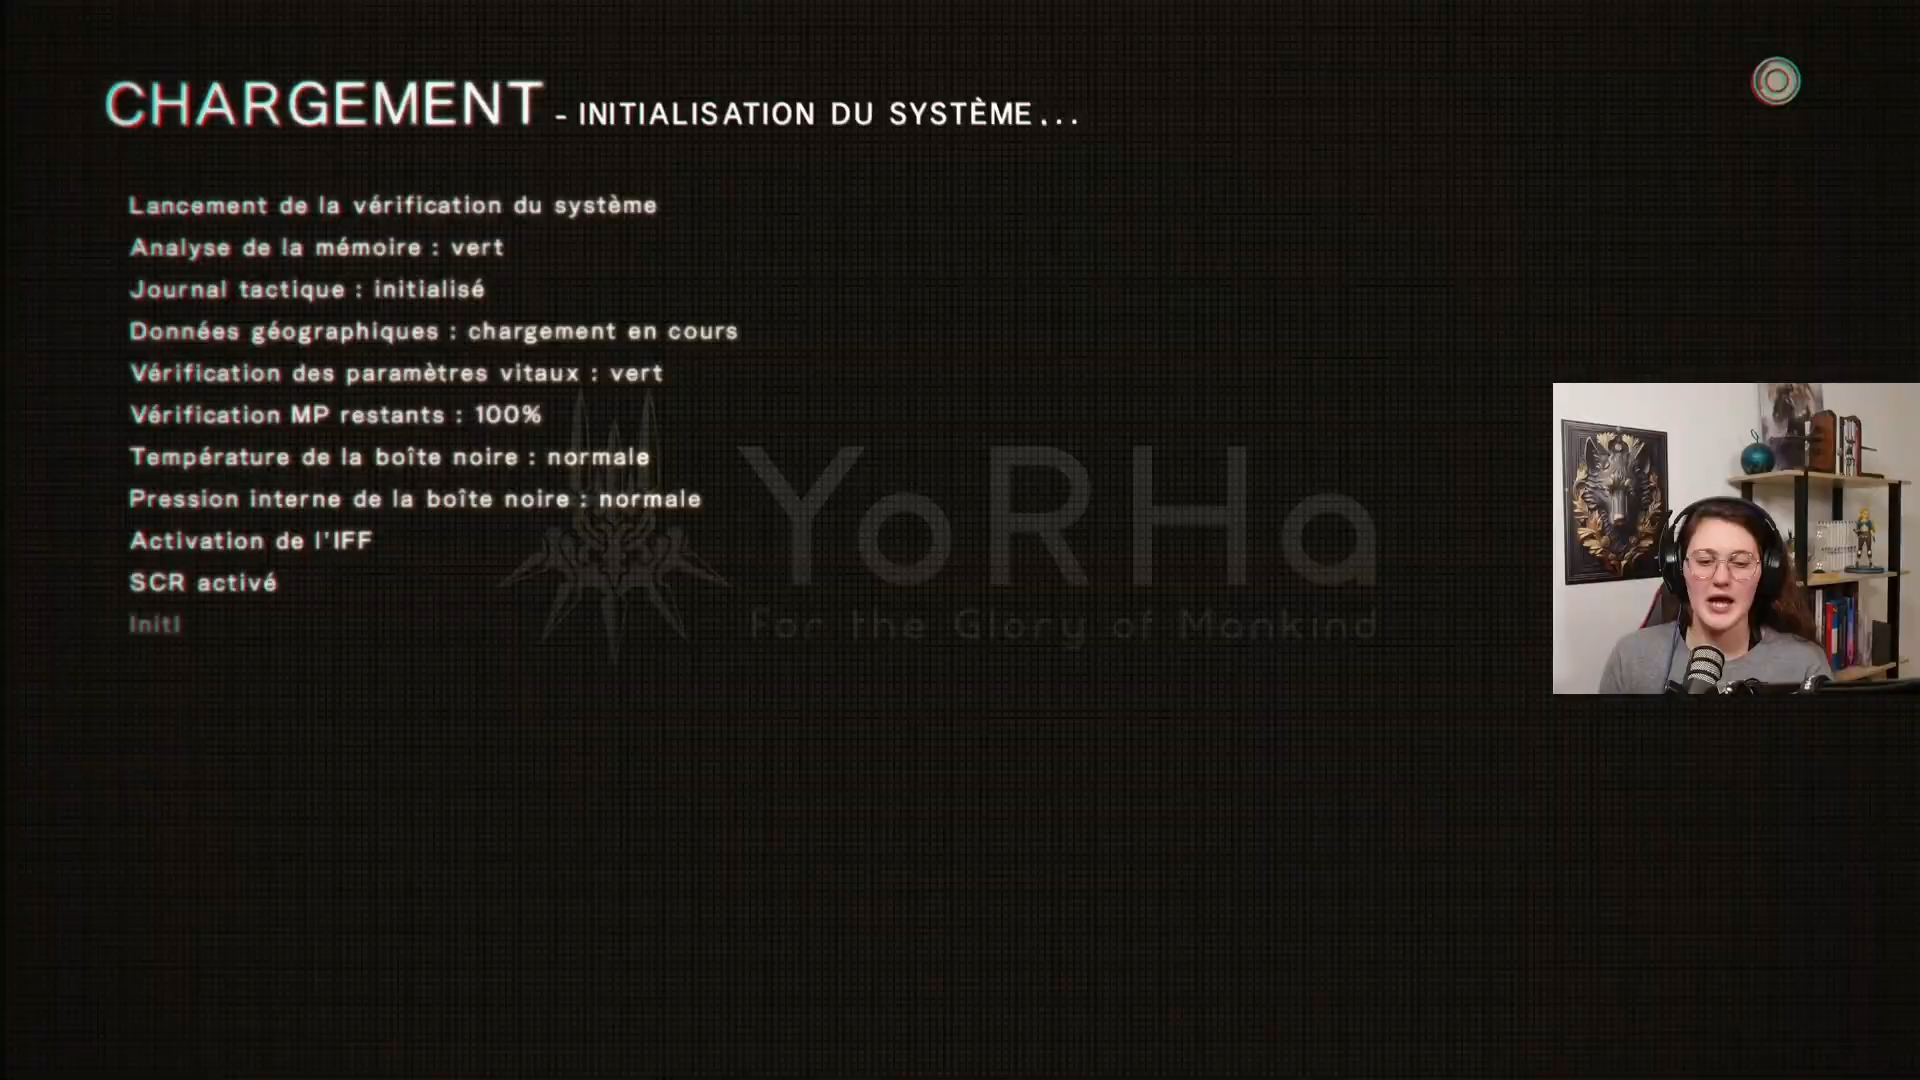 CHARGEMENT - INITIALISATION DU SYSTÈME...
Lancement de la vérification du système
Analyse de la mémoire : vert
Journal tactique : initialisé
Données géographiques : chargement en cours
Vérification des paramètres vitaux : vert
Vérification MP restants : 100%
Température de la boîte noire : normale
Pression interne de la boîte noire : normale
Activation de l'IFF
SCR activé
Initi
YoRHa
For the Glory of Mankind